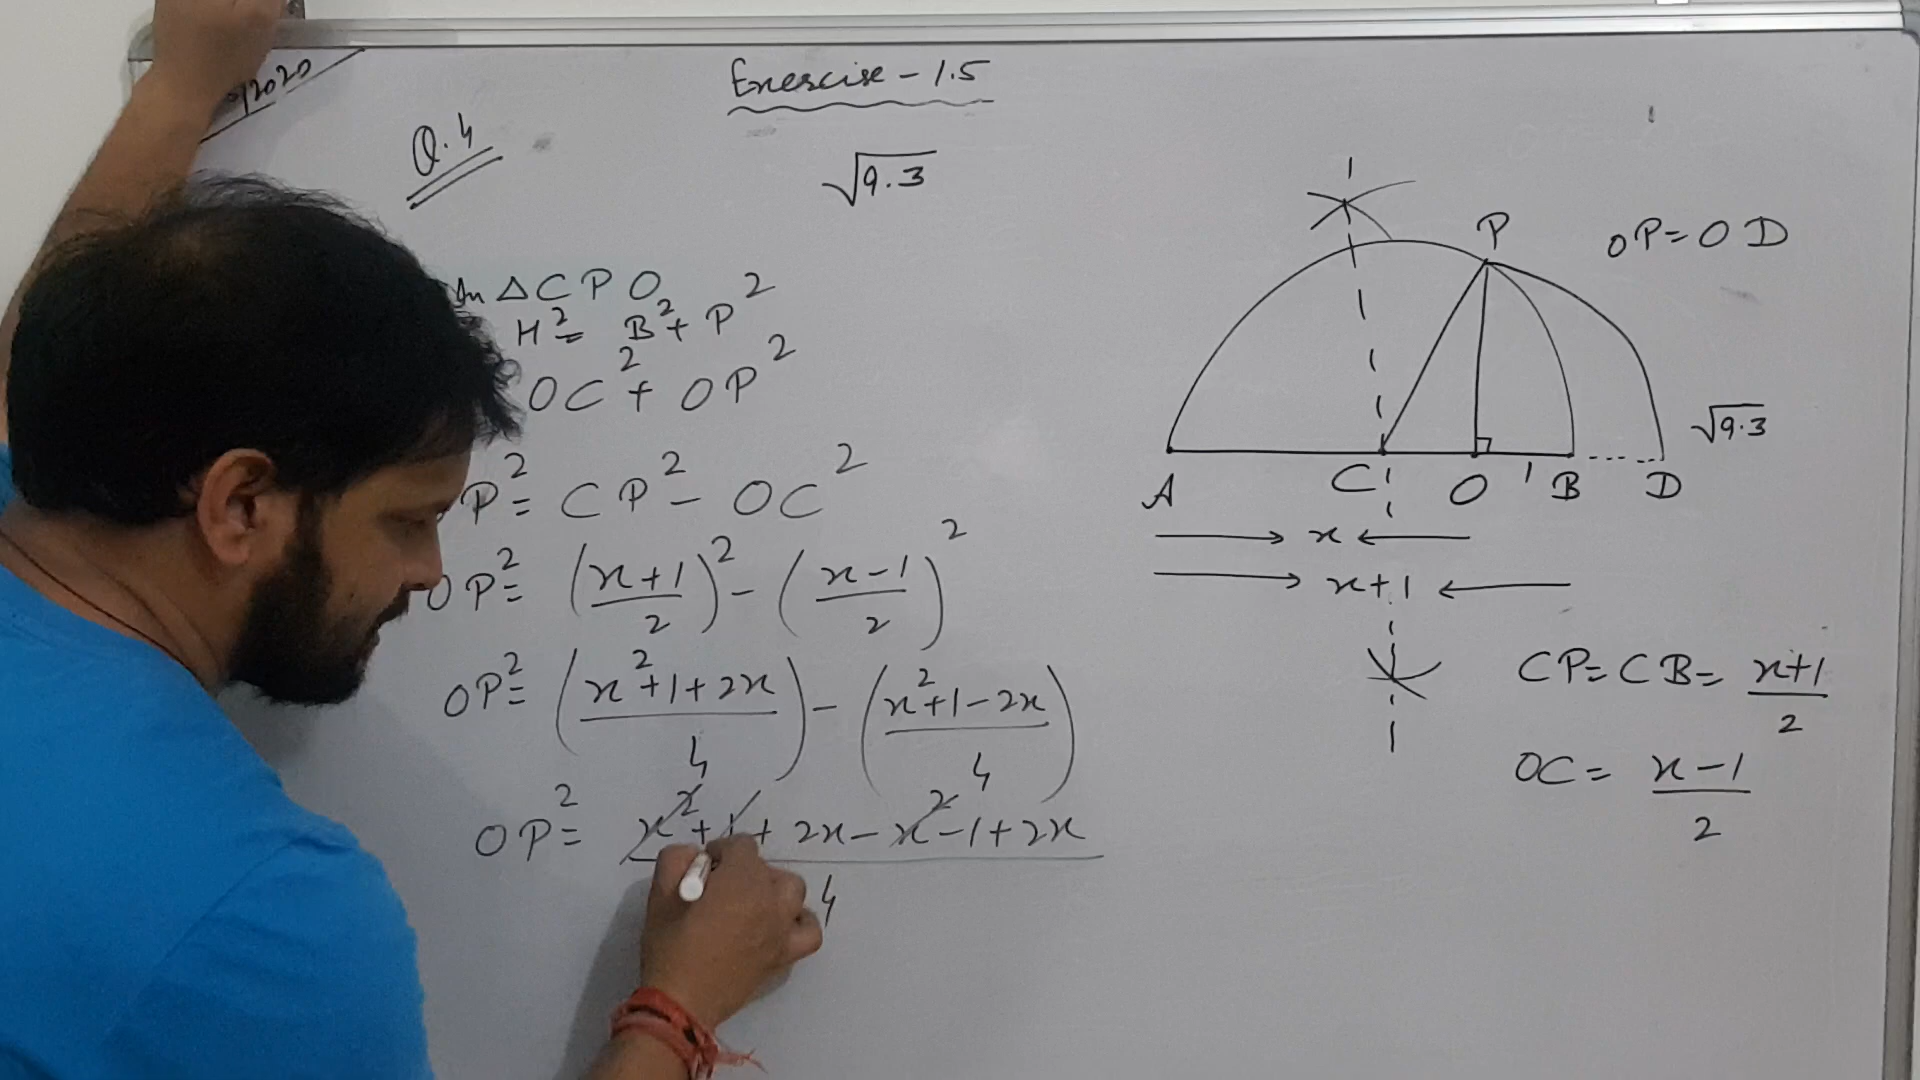 /2020
Exercise - 1.5
Q.4
√9.3
In △CPO
H² = B² + P²
OC² + OP²
P² = CP² - OC²
OP² = (x+1/2)² - (x-1/2)²
OP² = (x²+1+2x/4) - (x²+1-2x/4)
OP² = x²+1+2x-x²-1+2x/4
P
OP = OD
√9.3
A C O 1 B D
x
x+1
CP = CB = x+1/2
OC = x-1/2